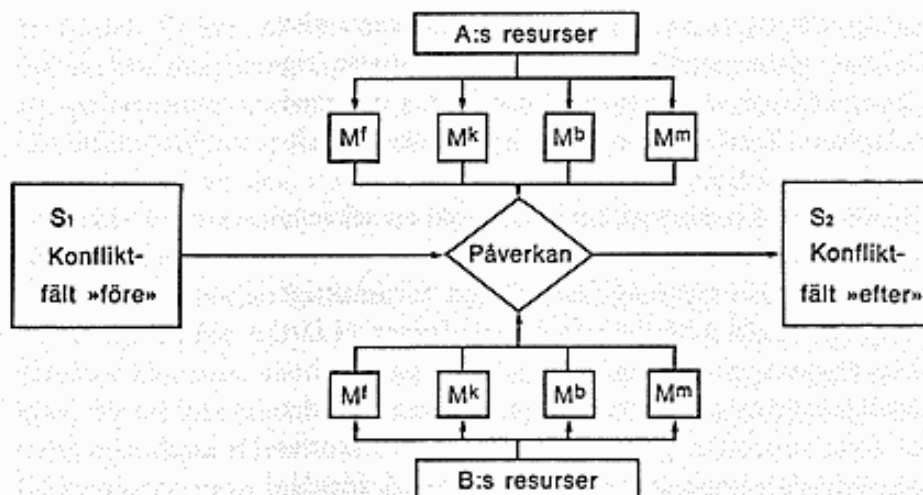 A:s resurser
Mᶠ Mᵏ Mᵇ Mᵐ
S₁
Konflikt-
fält »före»
Påverkan
S₂
Konflikt-
fält »efter»
Mᶠ Mᵏ Mᵇ Mᵐ
B:s resurser